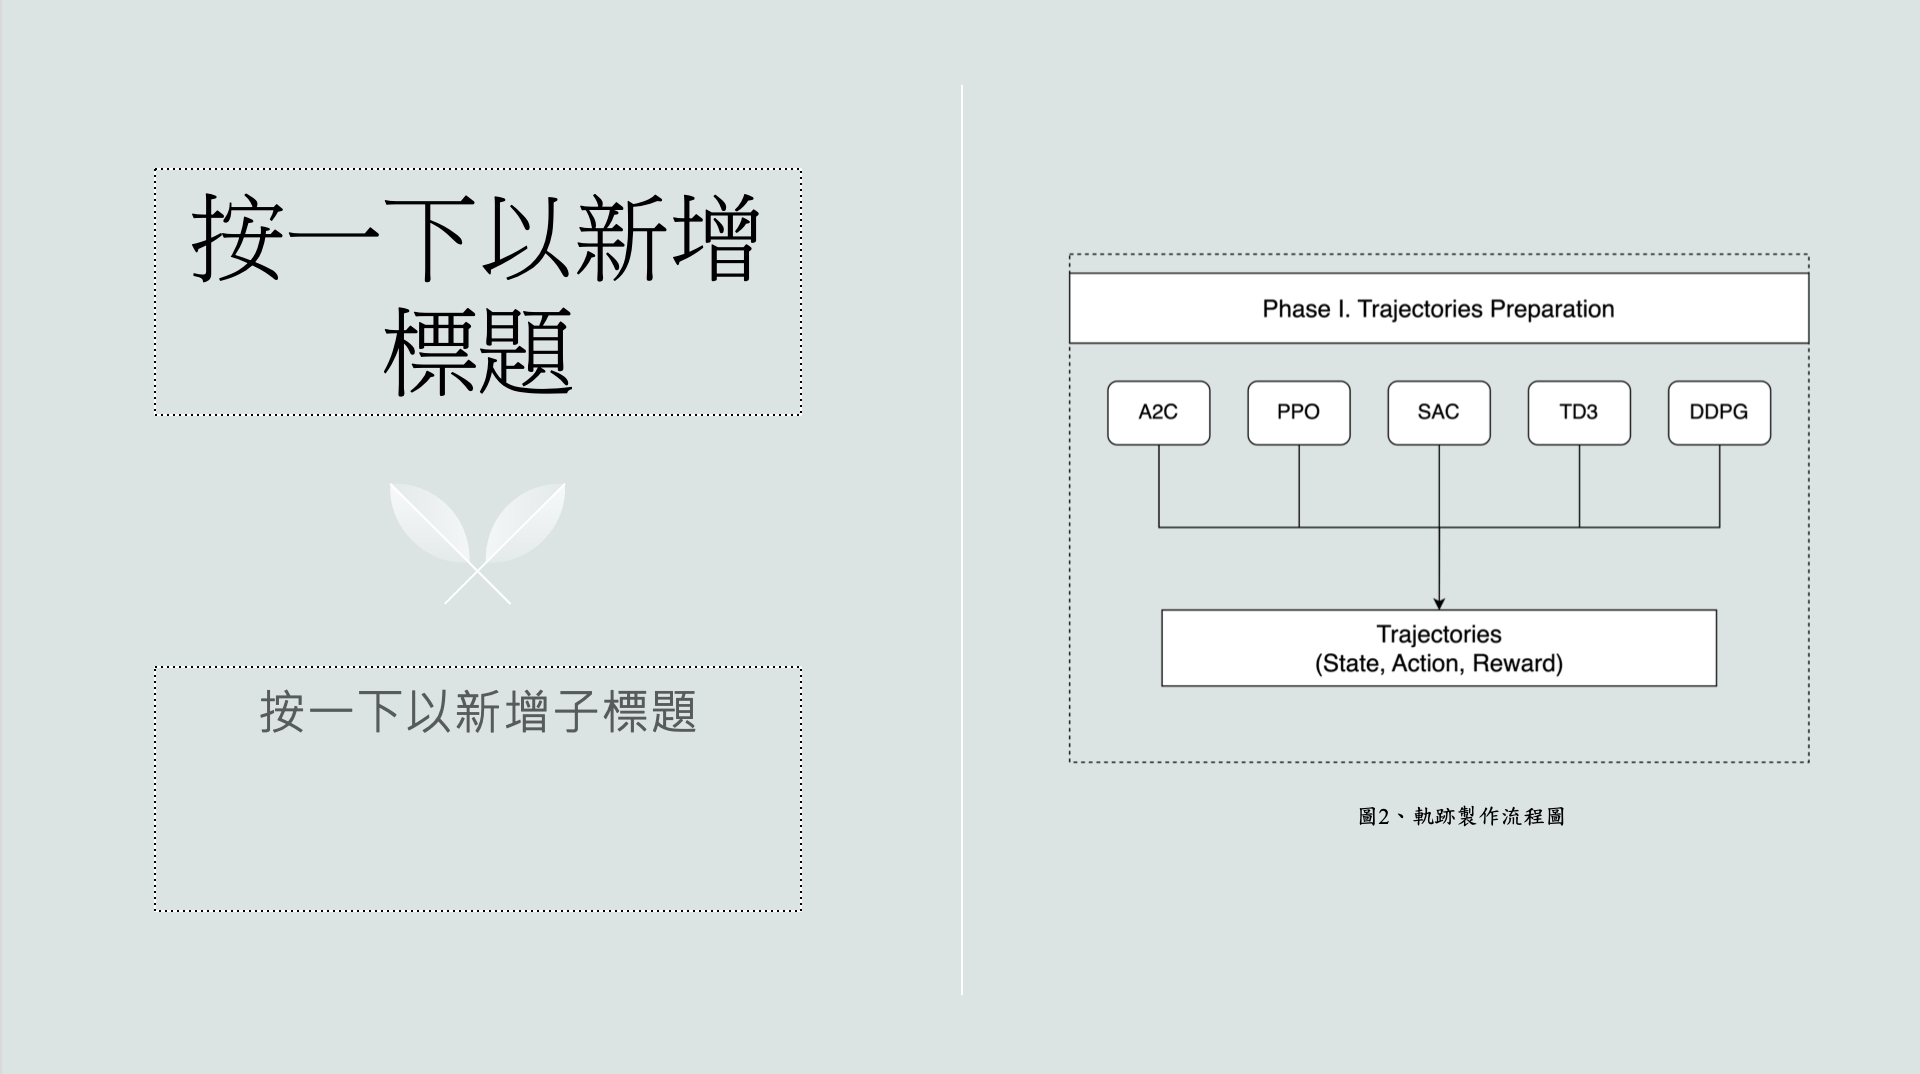 按一下以新增
標題
按一下以新增子標題
Phase I. Trajectories Preparation
A2C
PPO
SAC
TD3
DDPG
Trajectories
(State, Action, Reward)
圖2、軌跡製作流程圖